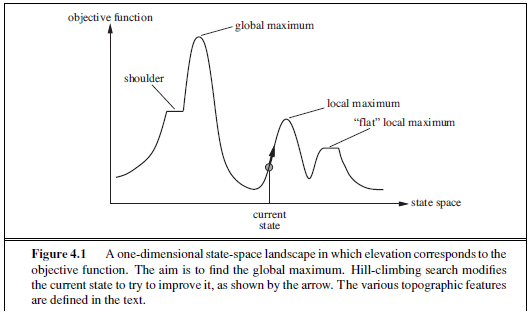 objective function
global maximum
shoulder
local maximum
“flat” local maximum
state space
current
state
Figure 4.1 A one-dimensional state-space landscape in which elevation corresponds to the
objective function. The aim is to find the global maximum. Hill-climbing search modifies
the current state to try to improve it, as shown by the arrow. The various topographic features
are defined in the text.